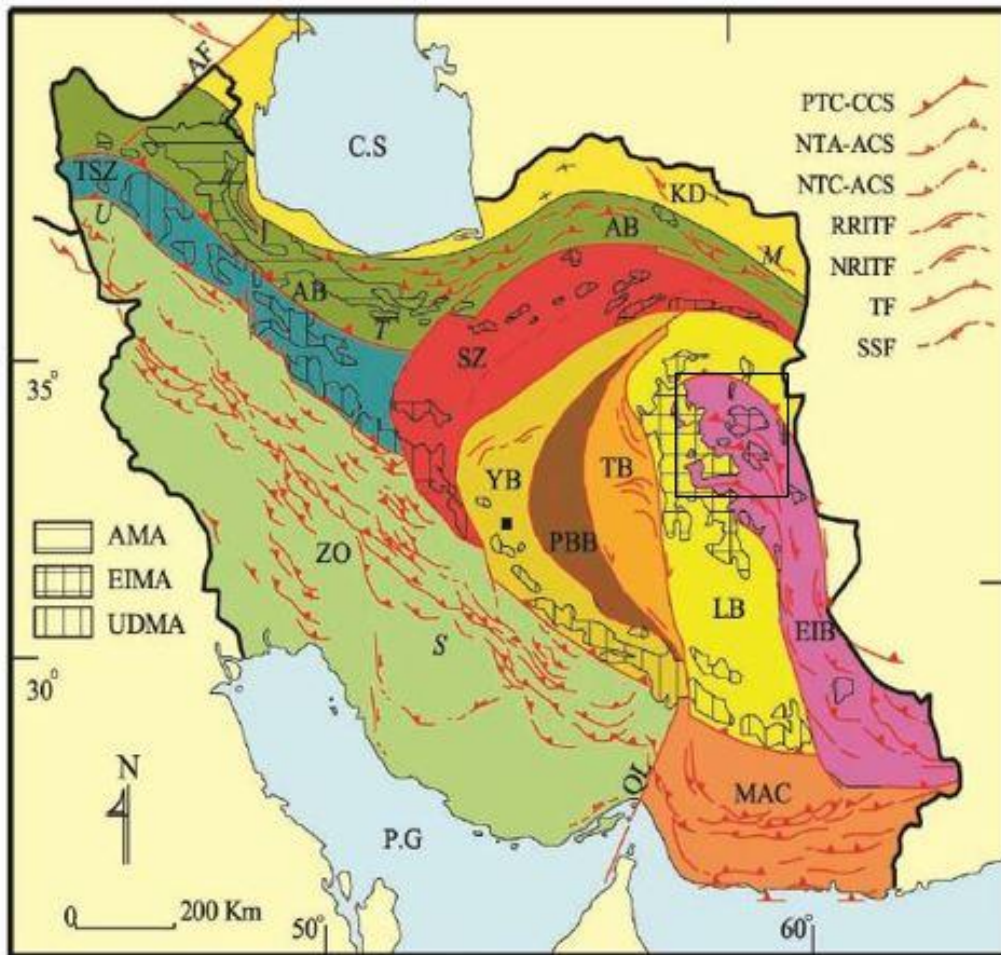 AF
C.S
PTC-CCS
NTA-ACS
NTC-ACS
RRITF
NRITF
TF
SSF
TSZ
U
KD
AB
M
AB
T
SZ
35°
YB
TB
PBB
AMA
EIMA
UDMA
ZO
LB
S
EIB
30°
N
MAC
OL
P.G
0 200 Km
50°
60°